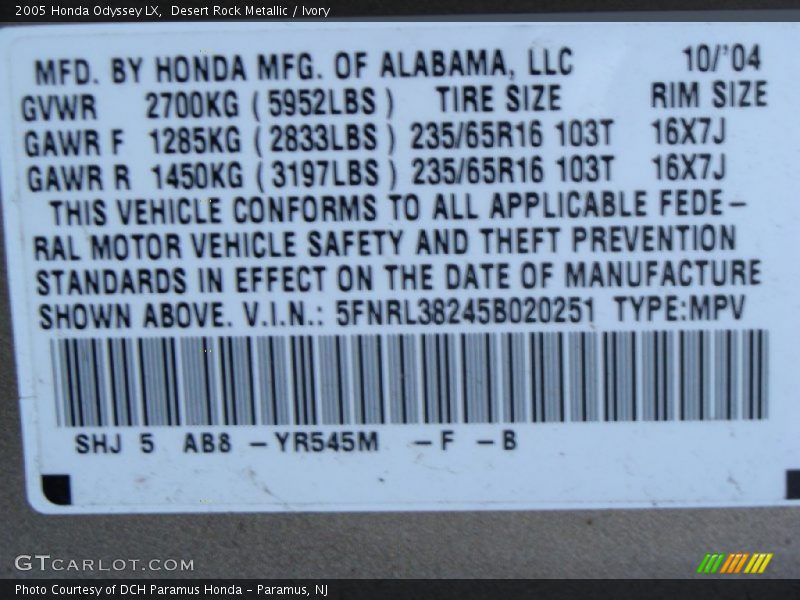 2005 Honda Odyssey LX,  Desert Rock Metallic / Ivory
MFD. BY HONDA MFG. OF ALABAMA, LLC 10/'04
GVWR 2700KG ( 5952LBS ) TIRE SIZE RIM SIZE
GAWR F 1285KG ( 2833LBS ) 235/65R16 103T 16X7J
GAWR R 1450KG ( 3197LBS ) 235/65R16 103T 16X7J
THIS VEHICLE CONFORMS TO ALL APPLICABLE FEDE-
RAL MOTOR VEHICLE SAFETY AND THEFT PREVENTION
STANDARDS IN EFFECT ON THE DATE OF MANUFACTURE
SHOWN ABOVE. V.I.N.: 5FNRL38245B020251 TYPE:MPV
SHJ 5 AB8 - YR545M - F - B
GTCARLOT.COM
Photo Courtesy of DCH Paramus Honda - Paramus, NJ